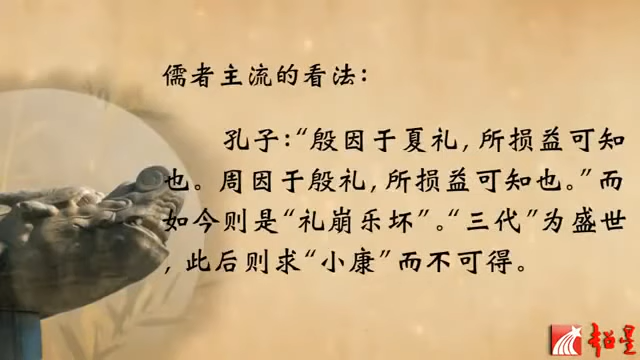 儒者主流的看法：
孔子：“殷因于夏礼，所损益可知
也。周因于殷礼，所损益可知也。”而
如今则是“礼崩乐坏”。“三代”为盛世
，此后则求“小康”而不可得。
超星